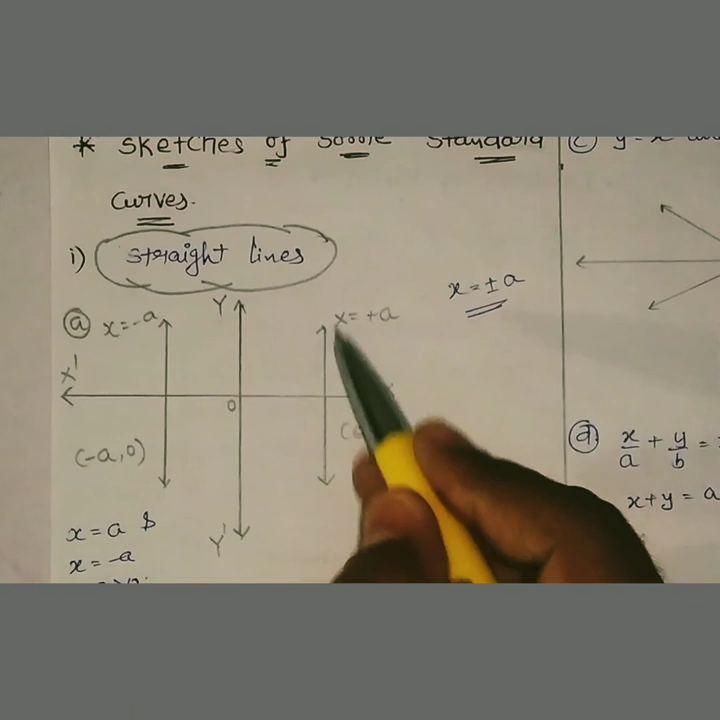 * Sketches of Some Standard
Curves.
i) straight lines
x = ± a
(a) x = -a
Y
x = +a
X'
0
(-a, 0)
Y'
x = a &
x = -a
(c) y = x
(d) x/a + y/b =
x + y = a